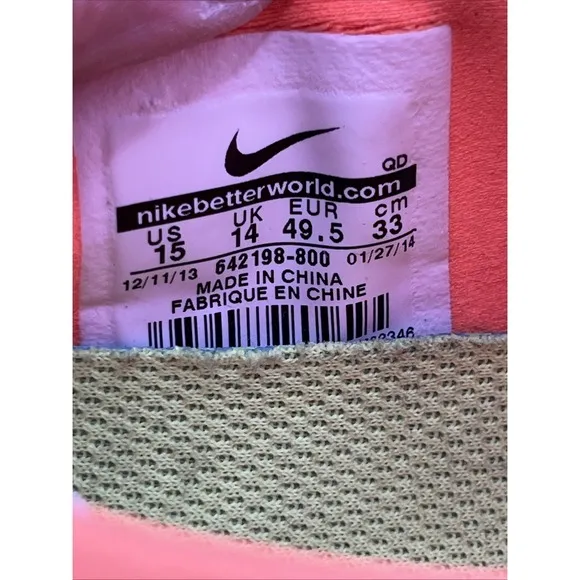 QD
nikebetterworld.com
US UK EUR cm
15 14 49.5 33
12/11/13 642198-800 01/27/14
MADE IN CHINA
FABRIQUE EN CHINE